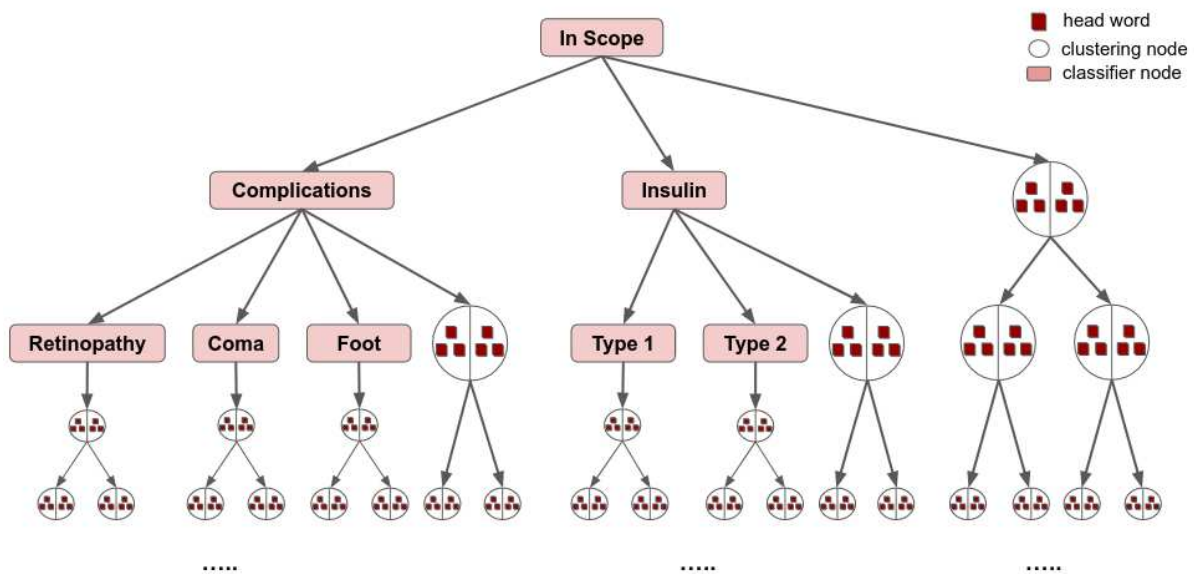 In Scope
head word
clustering node
classifier node
Complications
Insulin
Retinopathy
Coma
Foot
Type 1
Type 2
.....
.....
.....